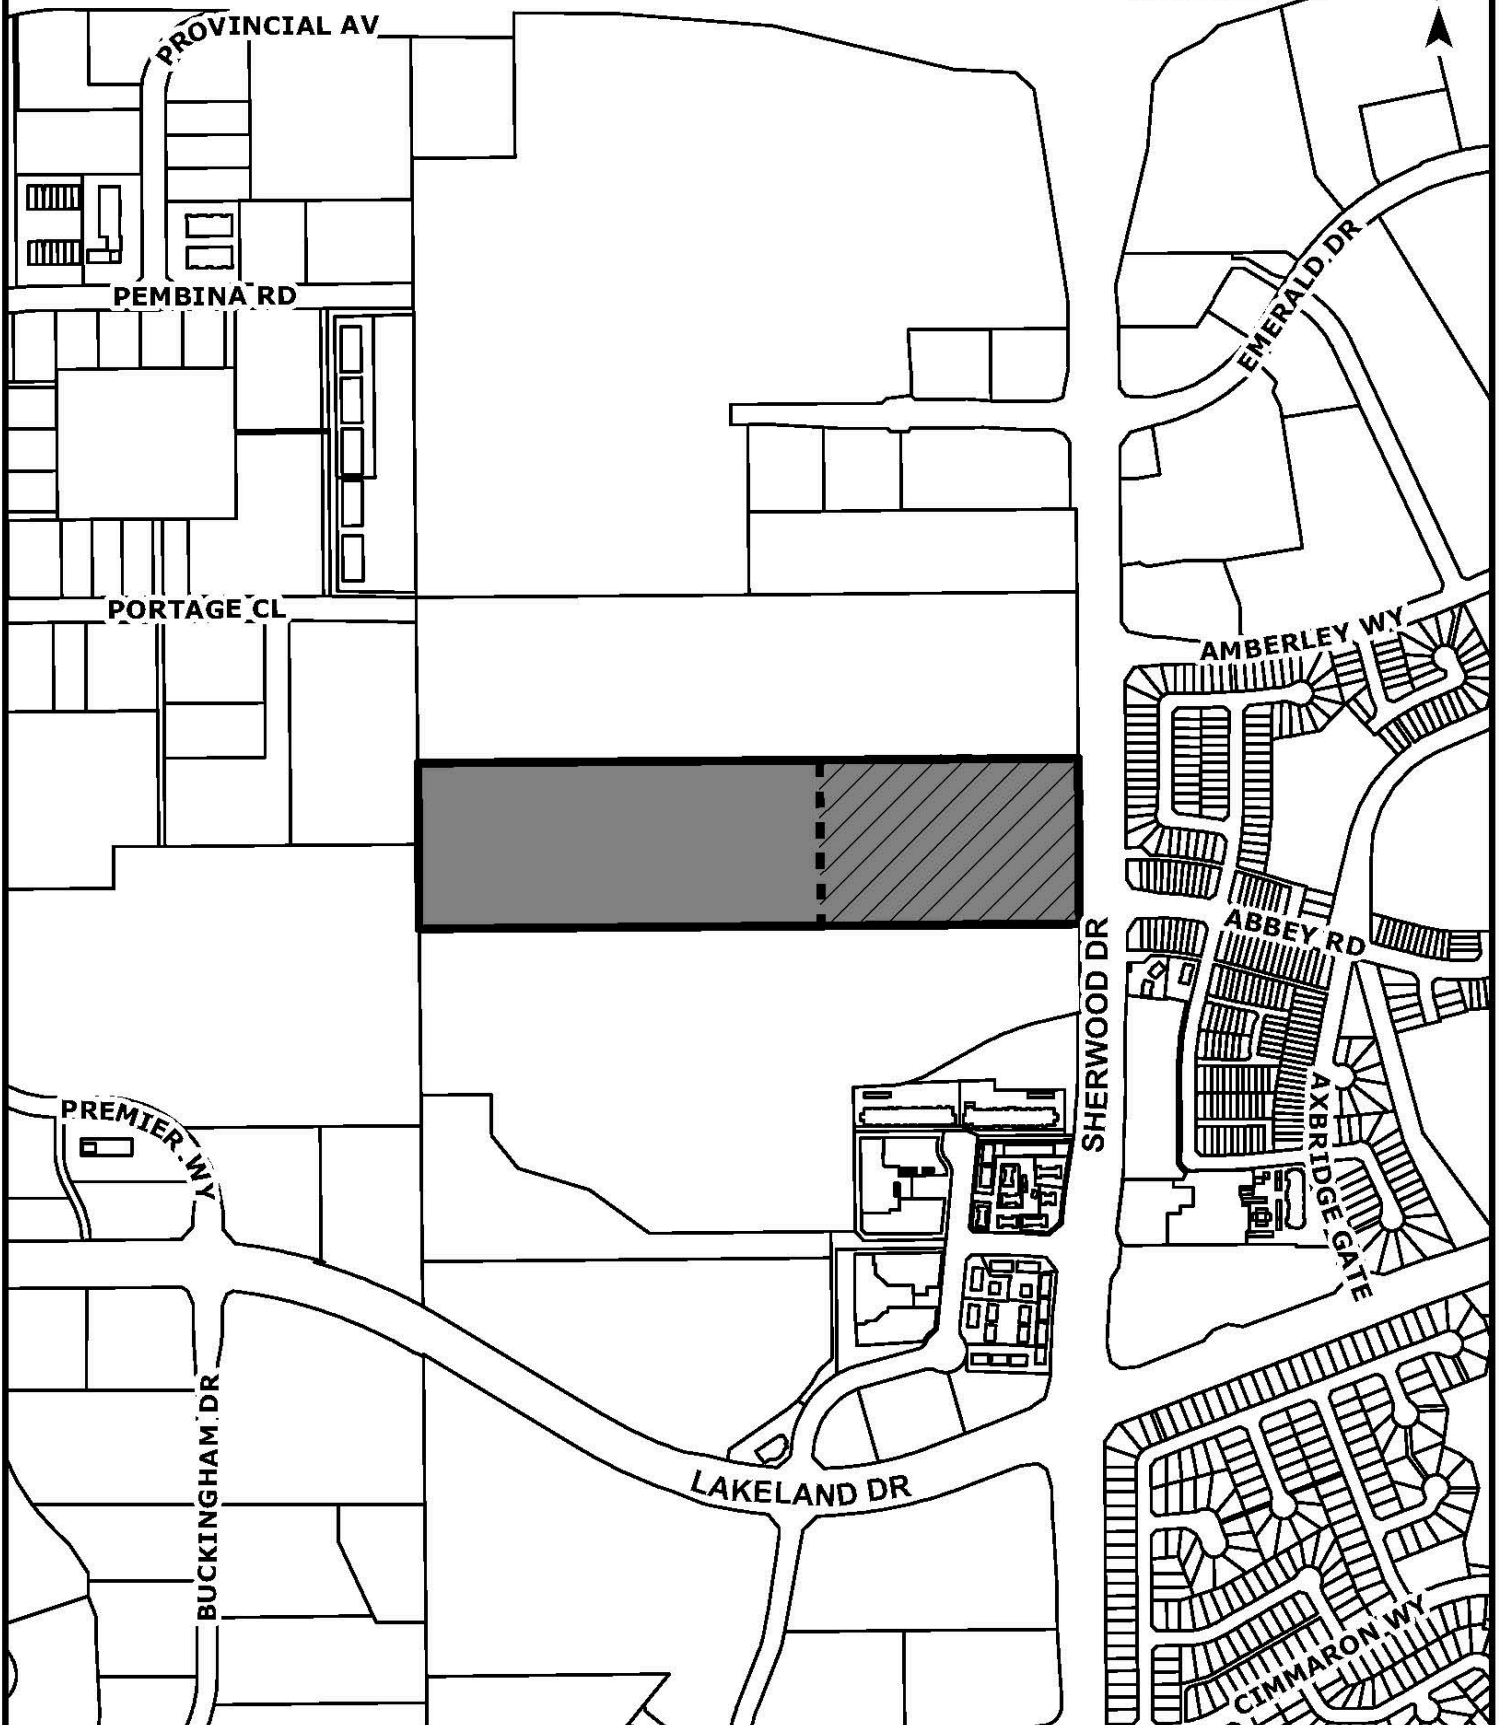 PROVINCIAL AV
PEMBINA RD
EMERALD DR
PORTAGE CL
AMBERLEY WY
ABBEY RD
SHERWOOD DR
PREMIER WY
AXBRIDGE GATE
BUCKINGHAM DR
LAKELAND DR
CIMMARON WY